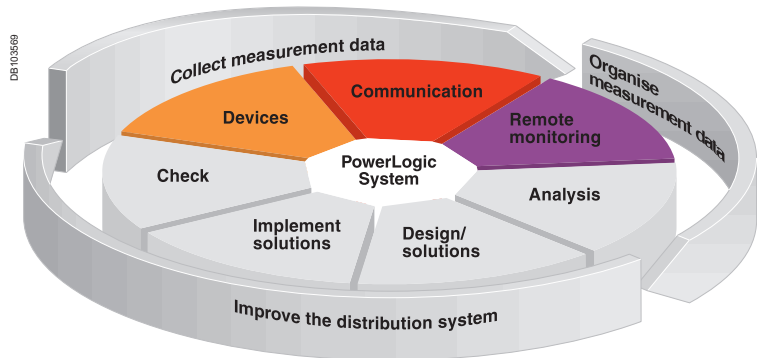 DB103569
Collect measurement data
Organise
measurement data
Devices
Communication
Remote
monitoring
PowerLogic
System
Check
Analysis
Implement
solutions
Design/
solutions
Improve the distribution system